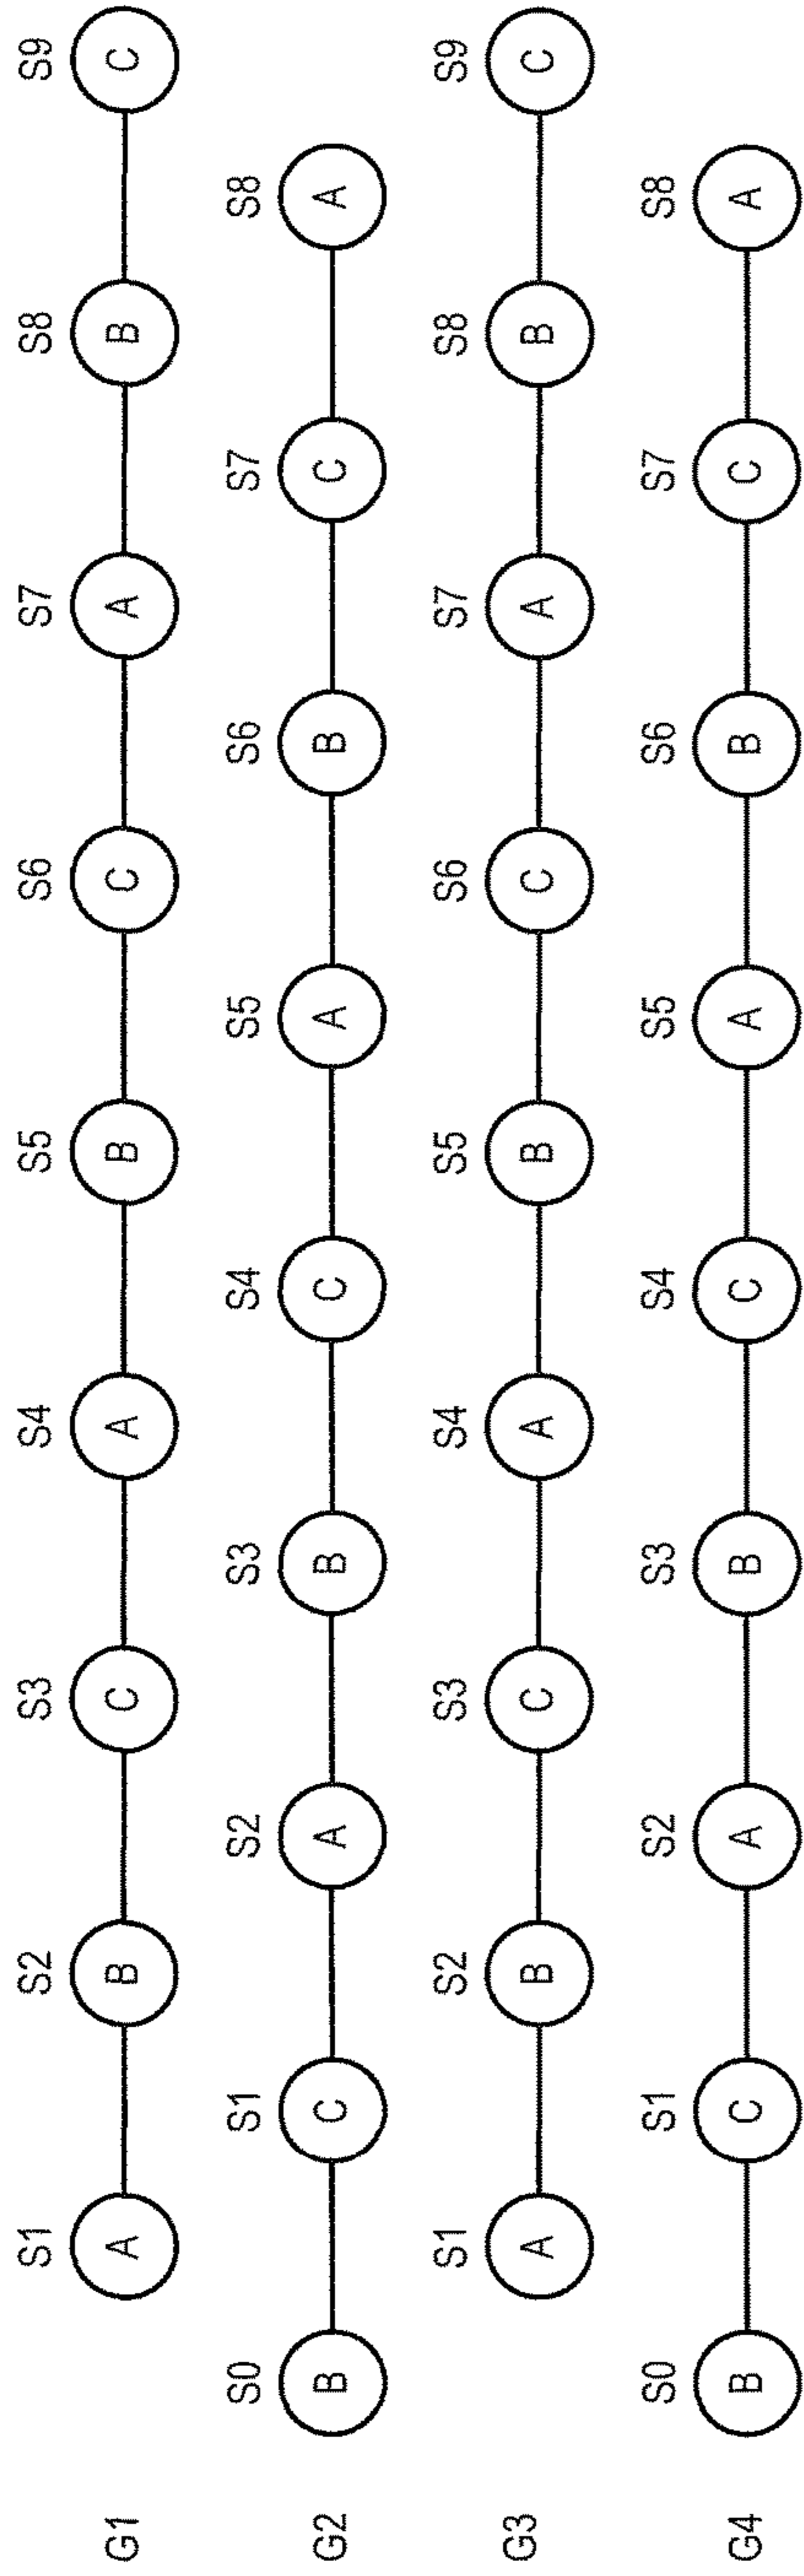 S1 S2 S3 S4 S5 S6 S7 S8 S9
G1 A B C A B C A B C
S0 S1 S2 S3 S4 S5 S6 S7 S8
G2 B C A B C A B C A
S1 S2 S3 S4 S5 S6 S7 S8 S9
G3 A B C A B C A B C
S0 S1 S2 S3 S4 S5 S6 S7 S8
G4 B C A B C A B C A